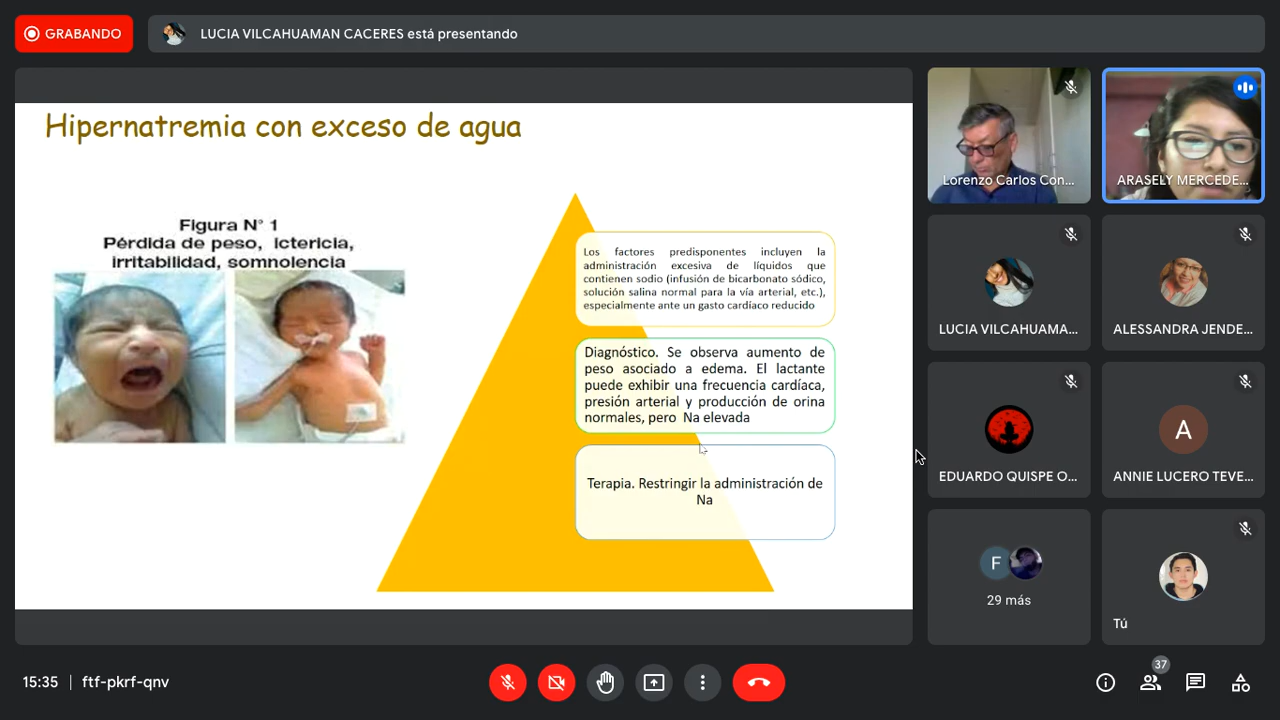 GRABANDO
LUCIA VILCAHUAMAN CACERES está presentando
Hipernatremia con exceso de agua
Figura N° 1
Pérdida de peso, ictericia,
irritabilidad, somnolencia
Los factores predisponentes incluyen la
administración excesiva de líquidos que
contienen sodio (infusión de bicarbonato sódico,
solución salina normal para la vía arterial, etc.),
especialmente ante un gasto cardíaco reducido
Diagnóstico. Se observa aumento de
peso asociado a edema. El lactante
puede exhibir una frecuencia cardíaca,
presión arterial y producción de orina
normales, pero Na elevada
Terapia. Restringir la administración de
Na
Lorenzo Carlos Con...
ARASELY MERCEDE...
LUCIA VILCAHUAMA...
ALESSANDRA JENDE...
EDUARDO QUISPE O...
A
ANNIE LUCERO TEVE...
F
29 más
Tú
15:35 | ftf-pkrf-qnv
37